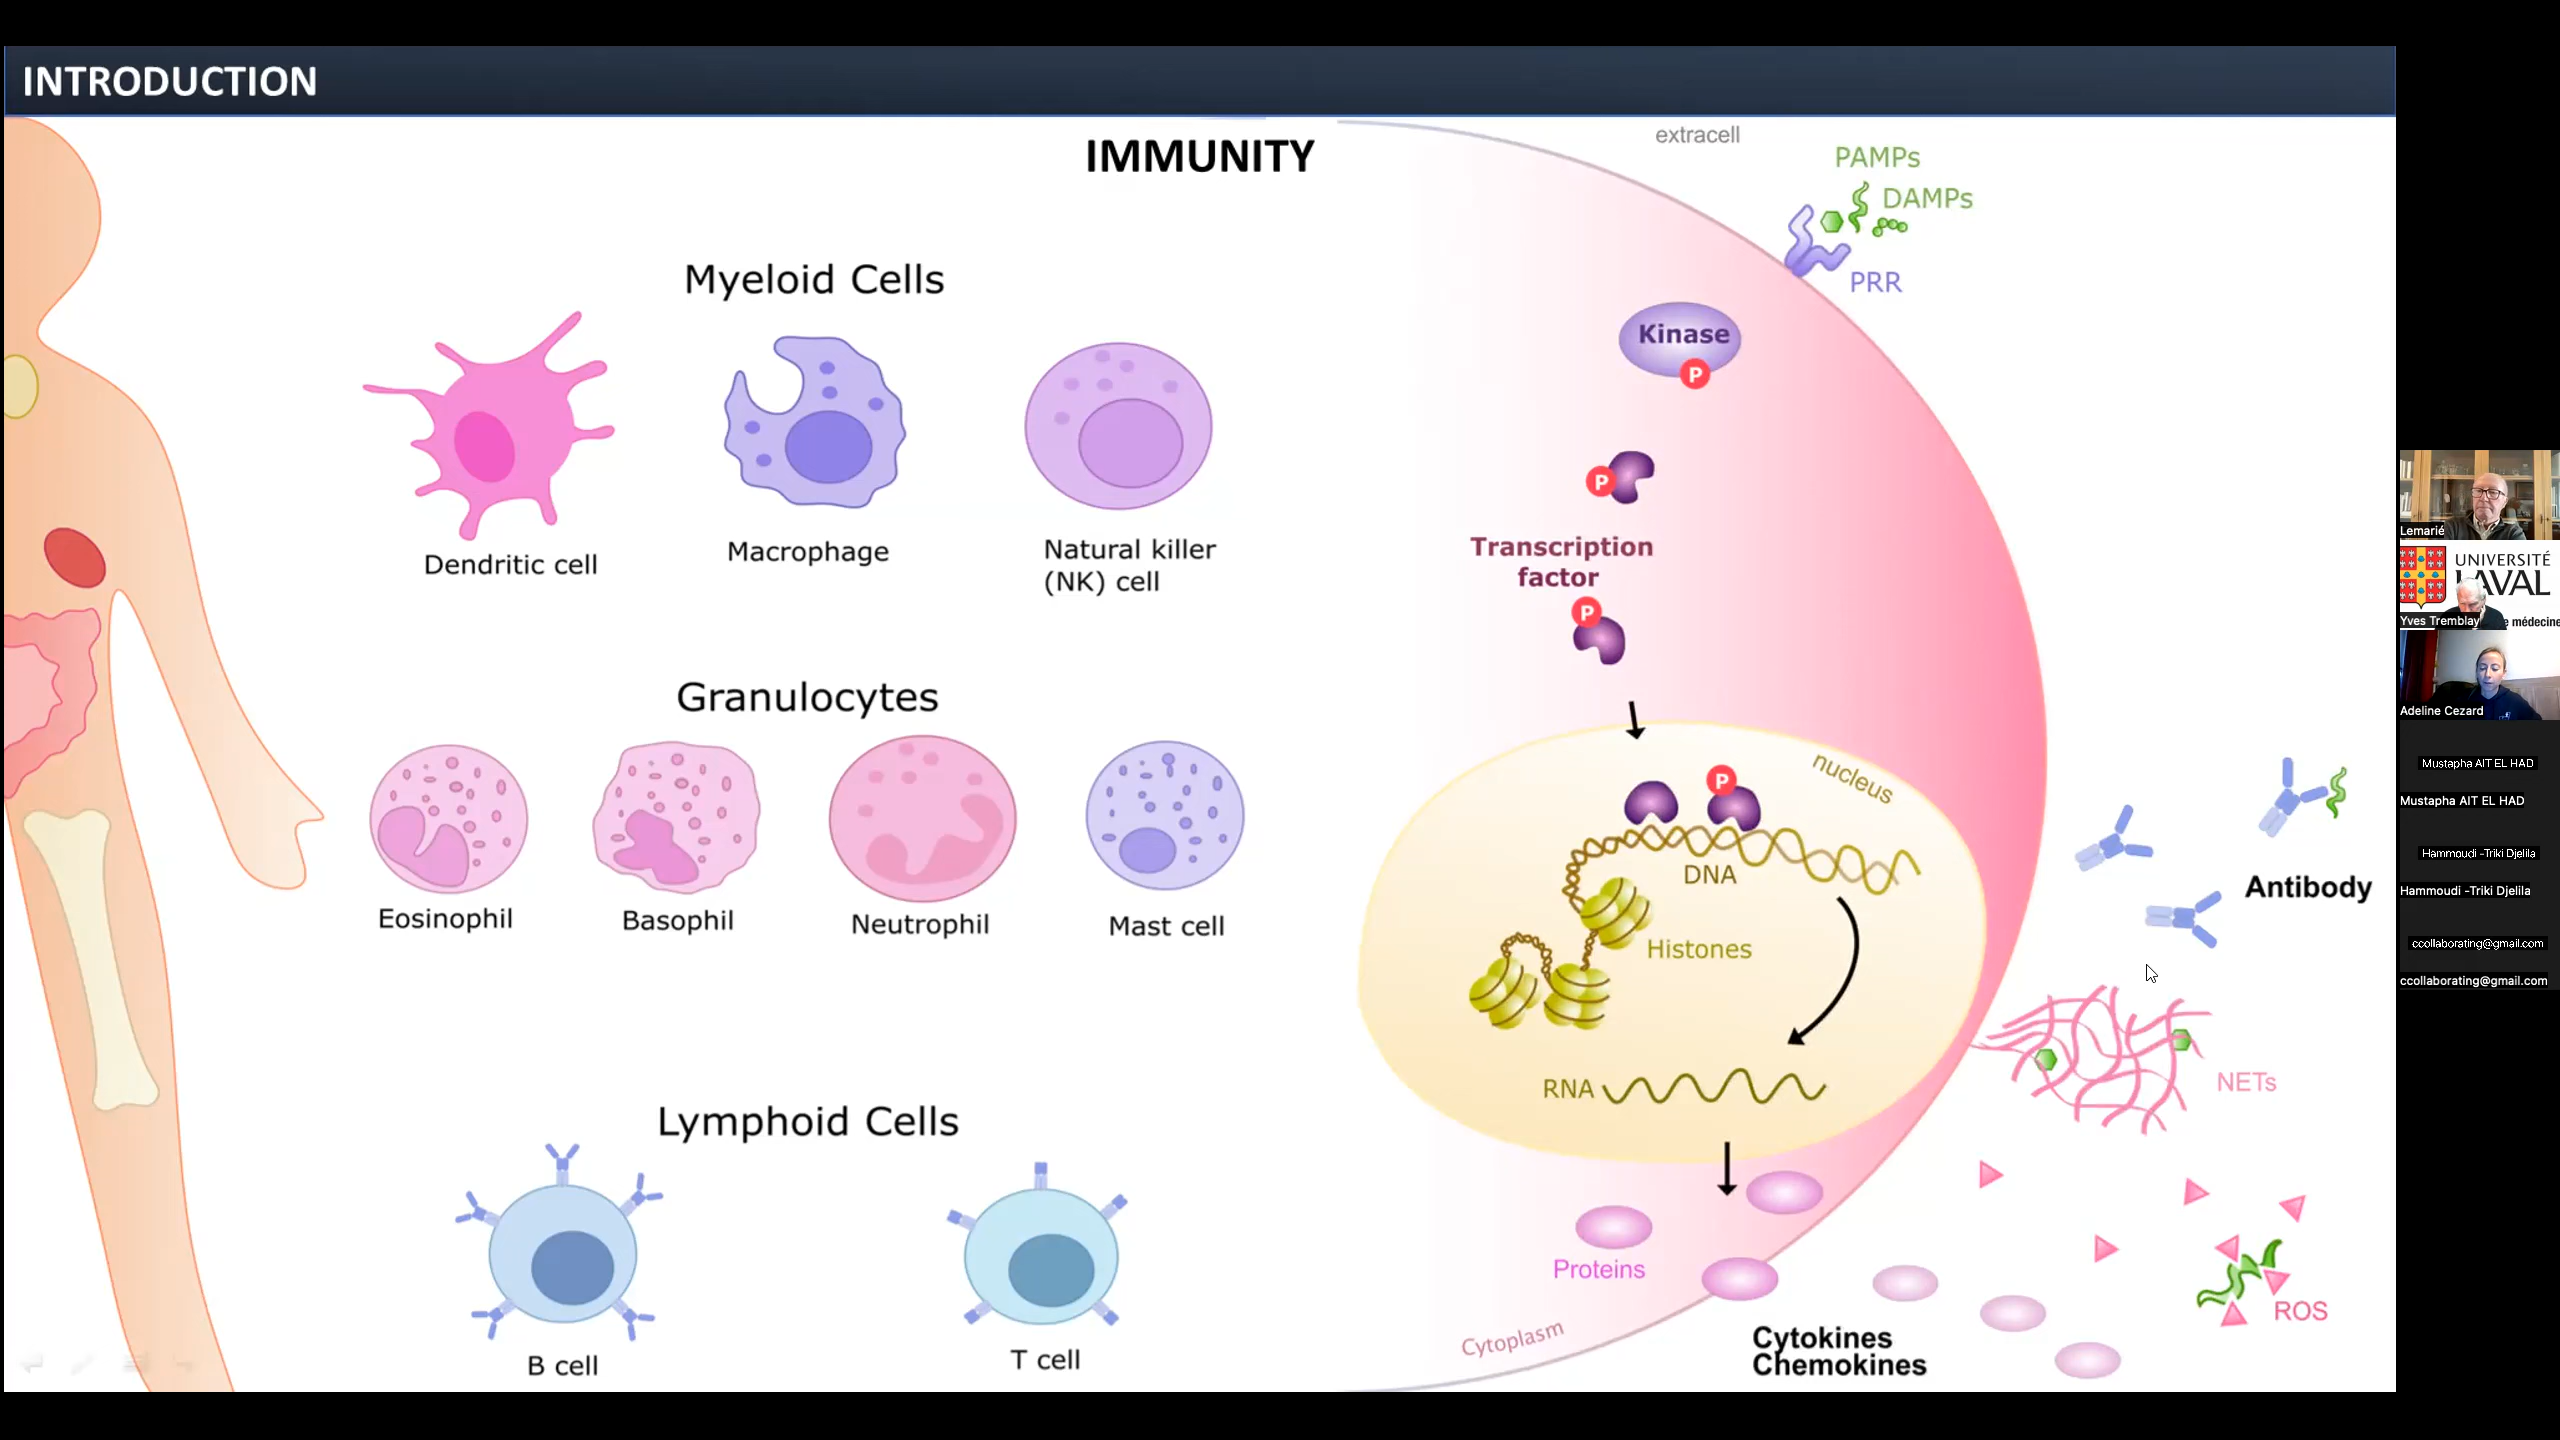 INTRODUCTION
IMMUNITY
Myeloid Cells
Dendritic cell
Macrophage
Natural killer
(NK) cell
Granulocytes
Eosinophil
Basophil
Neutrophil
Mast cell
Lymphoid Cells
B cell
T cell
extracell
PAMPs
DAMPs
PRR
Kinase
P
P
Transcription
factor
P
nucleus
P
DNA
Histones
RNA
Proteins
Cytoplasm
Cytokines
Chemokines
Antibody
NETs
ROS
Lemarié
UNIVERSITÉ
LAVAL
Yves Tremblay
e médecine
Adeline Cezard
Mustapha AIT EL HAD
Mustapha AIT EL HAD
Hammoudi -Triki Djelila
Hammoudi -Triki Djelila
ccollaborating@gmail.com
ccollaborating@gmail.com